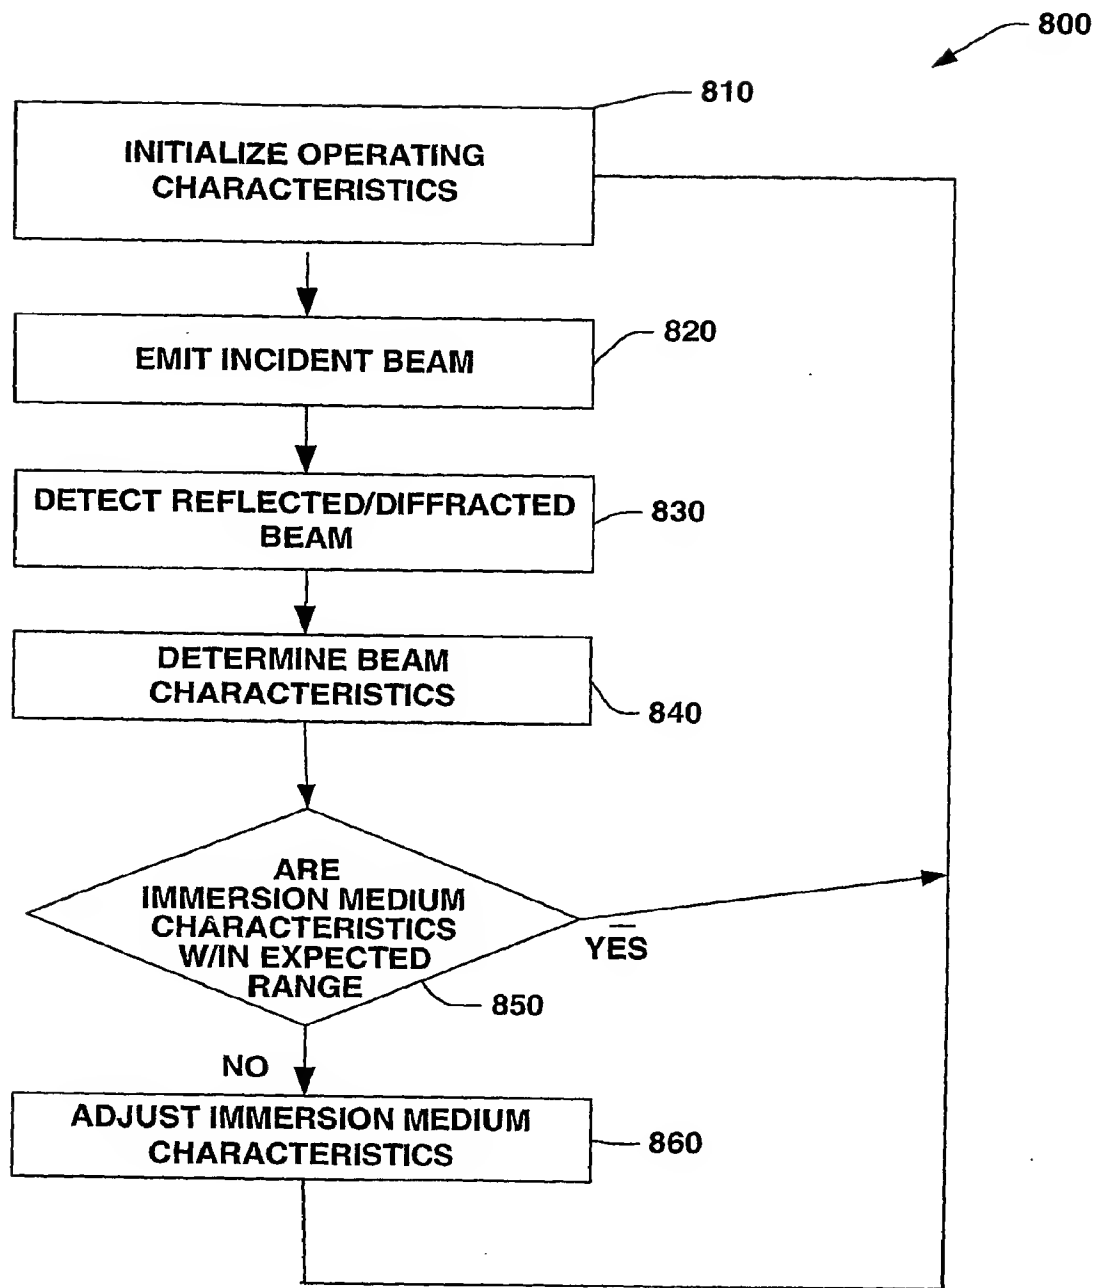 800
810
INITIALIZE OPERATING
CHARACTERISTICS
820
EMIT INCIDENT BEAM
DETECT REFLECTED/DIFFRACTED
BEAM
830
DETERMINE BEAM
CHARACTERISTICS
840
ARE
IMMERSION MEDIUM
CHARACTERISTICS
W/IN EXPECTED
RANGE
YES
850
NO
ADJUST IMMERSION MEDIUM
CHARACTERISTICS
860